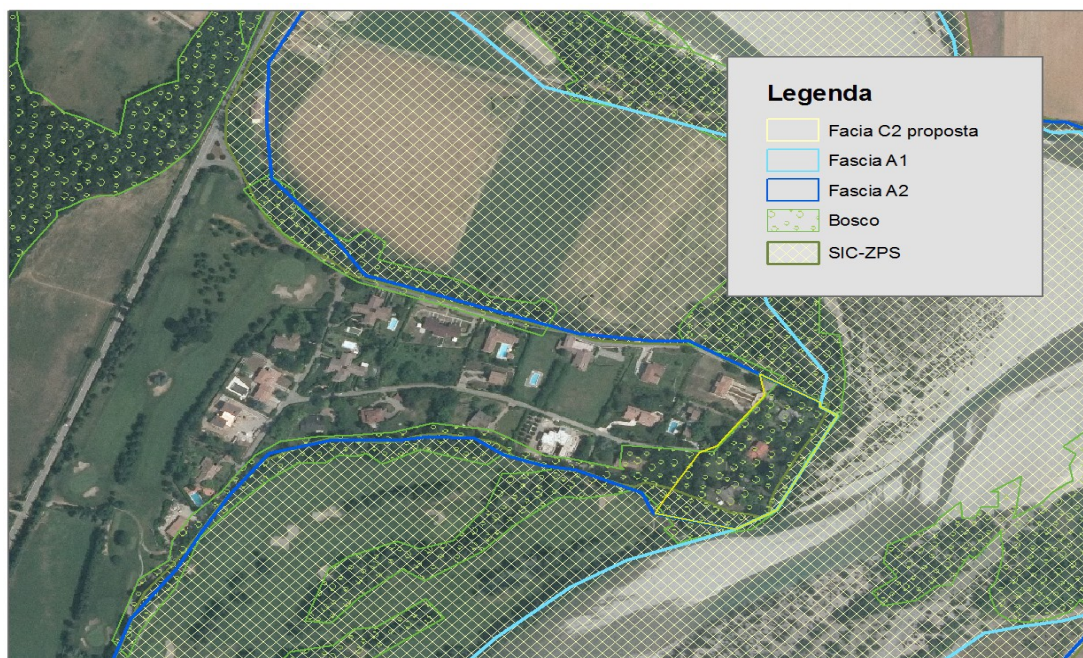 Legenda
Facia C2 proposta
Fascia A1
Fascia A2
Bosco
SIC-ZPS